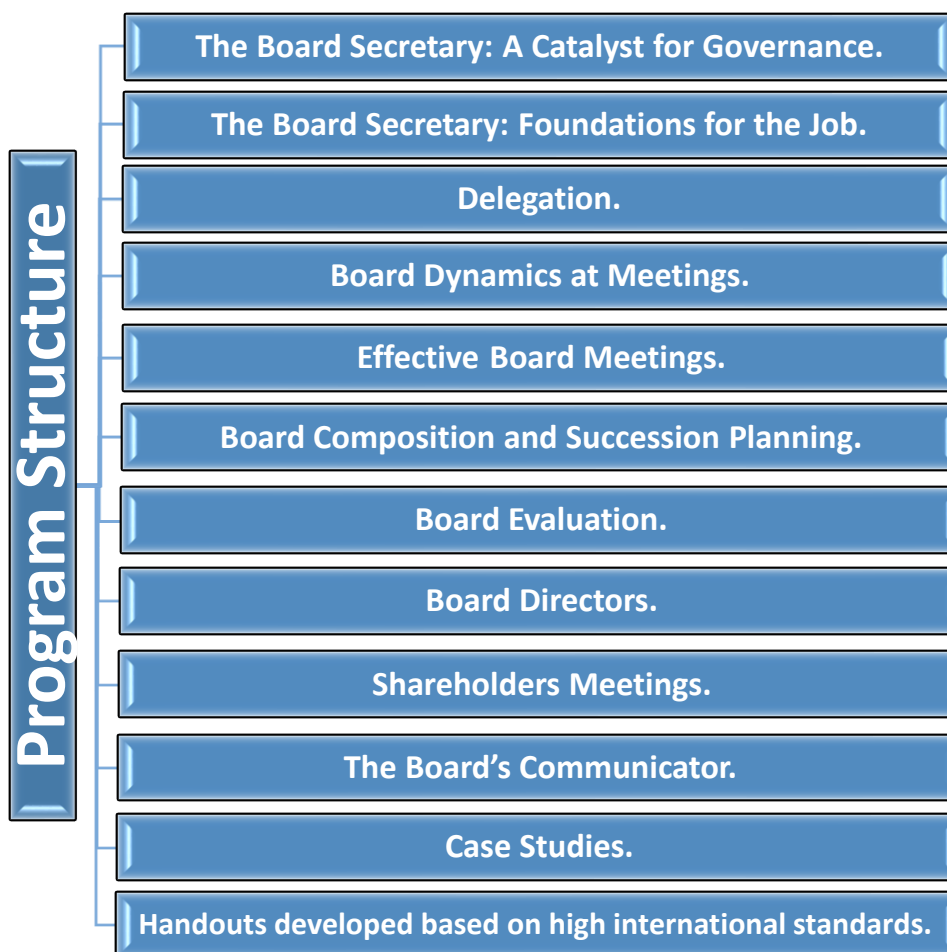 Program Structure
The Board Secretary: A Catalyst for Governance.
The Board Secretary: Foundations for the Job.
Delegation.
Board Dynamics at Meetings.
Effective Board Meetings.
Board Composition and Succession Planning.
Board Evaluation.
Board Directors.
Shareholders Meetings.
The Board’s Communicator.
Case Studies.
Handouts developed based on high international standards.